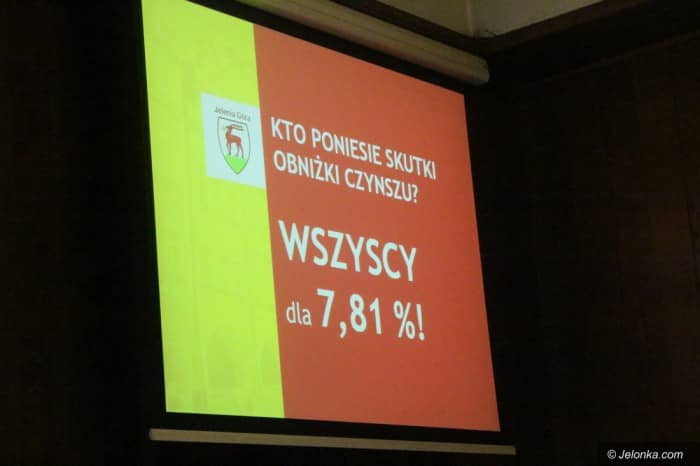 Jelenia Góra
KTO PONIESIE SKUTKI
OBNIŻKI CZYNSZU?
WSZYSCY
dla 7,81 %!
© Jelonka.com